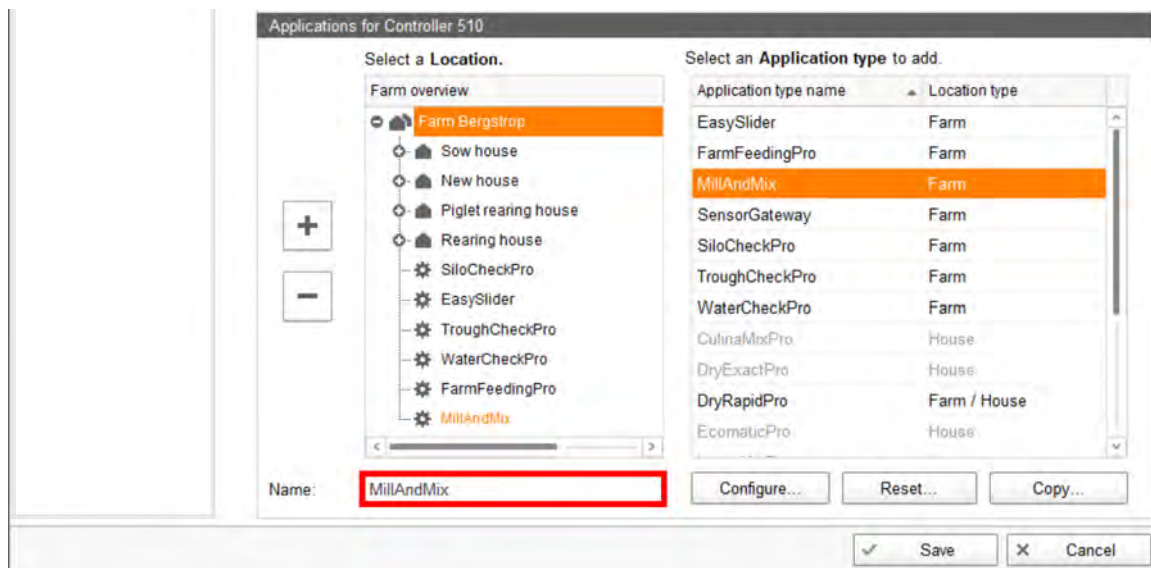 Applications for Controller 510
Select a Location.
Select an Application type to add.
Farm overview
Application type name
Location type
Farm Bergstrop
Sow house
New house
Piglet rearing house
Rearing house
SiloCheckPro
EasySlider
TroughCheckPro
WaterCheckPro
FarmFeedingPro
MillAndMix
EasySlider Farm
FarmFeedingPro Farm
MillAndMix Farm
SensorGateway Farm
SiloCheckPro Farm
TroughCheckPro Farm
WaterCheckPro Farm
CulinaMixPro House
DryExactPro House
DryRapidPro Farm / House
EcomaticPro House
Name: MillAndMix
Configure... Reset... Copy...
Save Cancel